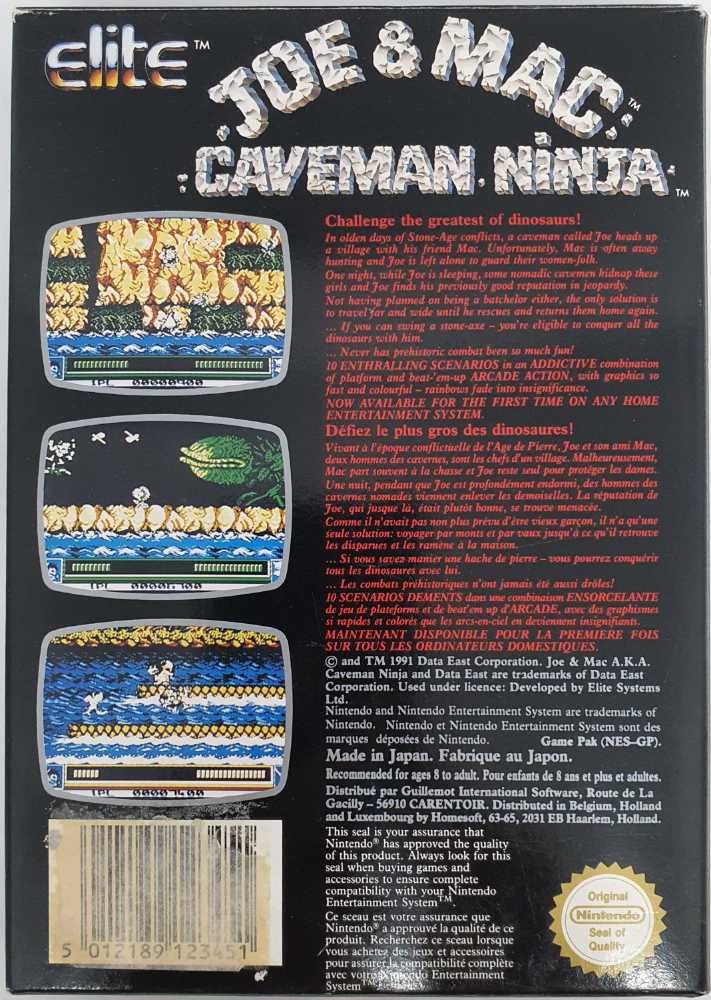 elite™
JOE & MAC™
CAVEMAN NINJA™
1PL 00000900
1PL
1PL 00007400
Challenge the greatest of dinosaurs!
In olden days of Stone-Age conflicts, a caveman called Joe heads up
a village with his friend Mac. Unfortunately, Mac is often away
hunting and Joe is left alone to guard their women-folk.
One night, while Joe is sleeping, some nomadic cavemen kidnap these
girls and Joe finds his previously good reputation in jeopardy.
Not having planned on being a batchelor either, the only solution is
to travel far and wide until he rescues and returns them home again.
... If you can swing a stone-axe – you're eligible to conquer all the
dinosaurs with him.
... Never has prehistoric combat been so much fun!
10 ENTHRALLING SCENARIOS in an ADDICTIVE combination
of platform and beat-'em-up ARCADE ACTION, with graphics so
fast and colourful – rainbows fade into insignificance.
NOW AVAILABLE FOR THE FIRST TIME ON ANY HOME
ENTERTAINMENT SYSTEM.
Défiez le plus gros des dinosaures!
Vivant à l'époque conflictuelle de l'Age de Pierre, Joe et son ami Mac,
deux hommes des cavernes, sont les chefs d'un village. Malheureusement,
Mac part souvent à la chasse et Joe reste seul pour protéger les dames.
Une nuit, pendant que Joe est profondément endormi, des hommes des
cavernes nomades viennent enlever les demoiselles. La réputation de
Joe, qui jusque là, était plutôt bonne, se trouve menacée.
Comme il n'avait pas non plus prévu d'être vieux garçon, il n'a qu'une
seule solution: voyager par monts et par vaux jusqu'à ce qu'il retrouve
les disparues et les ramène à la maison.
... Si vous savez manier une hache de pierre – vous pourrez conquérir
tous les dinosaures avec lui.
... Les combats préhistoriques n'ont jamais été aussi drôles!
10 SCENARIOS DEMENTS dans une combinaison ENSORCELANTE
de jeu de plateforms et de beat'em up d'ARCADE, avec des graphismes
si rapides et colorés que les arcs-en-ciel en deviennent insignifiants.
MAINTENANT DISPONIBLE POUR LA PREMIERE FOIS
SUR TOUS LES ORDINATEURS DOMESTIQUES.
© and TM 1991 Data East Corporation. Joe & Mac A.K.A.
Caveman Ninja and Data East are trademarks of Data East
Corporation. Used under licence: Developed by Elite Systems
Ltd.
Nintendo and Nintendo Entertainment System are trademarks of
Nintendo. Nintendo et Nintendo Entertainment System sont des
marques déposées de Nintendo. Game Pak (NES-GP).
Made in Japan. Fabrique au Japon.
Recommended for ages 8 to adult. Pour enfants de 8 ans et plus et adultes.
Distribué par Guillemot International Software, Route de La
Gacilly – 56910 CARENTOIR. Distributed in Belgium, Holland
and Luxembourg by Homesoft, 63-65, 2031 EB Haarlem, Holland.
This seal is your assurance that
Nintendo® has approved the quality
of this product. Always look for this
seal when buying games and
accessories to ensure complete
compatibility with your Nintendo
Entertainment System™.
Ce sceau est votre assurance que
Nintendo® a approuvé la qualité de ce
produit. Recherchez ce sceau lorsque
vous achetez des jeux et accessoires
pour assurer la compatibilité complète
avec votre Nintendo Entertainment
System™.
5 012189 123451
Original
Nintendo
Seal of
Quality